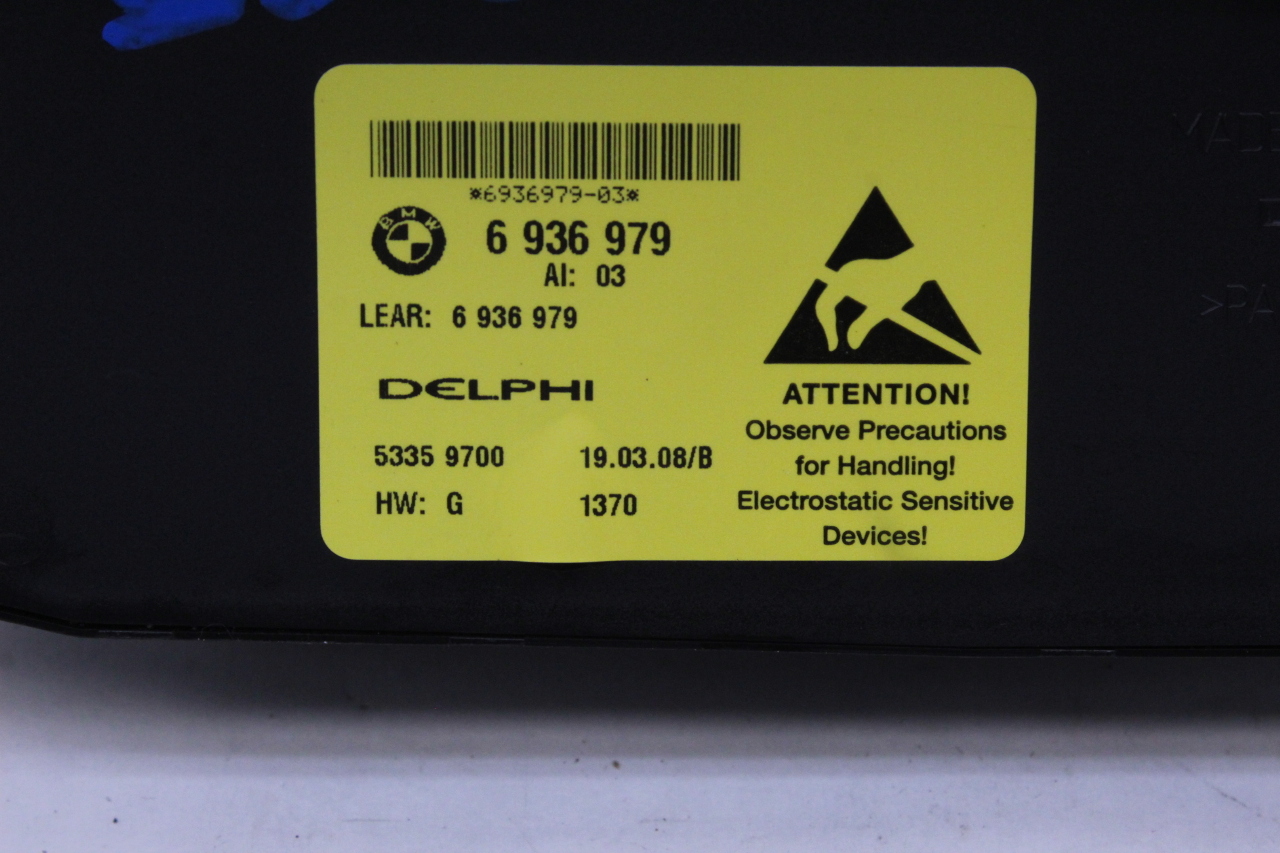 *6936979-03*
BMW
6 936 979
AI: 03
LEAR: 6 936 979
DELPHI
5335 9700 19.03.08/B
HW: G 1370
ATTENTION!
Observe Precautions
for Handling!
Electrostatic Sensitive
Devices!